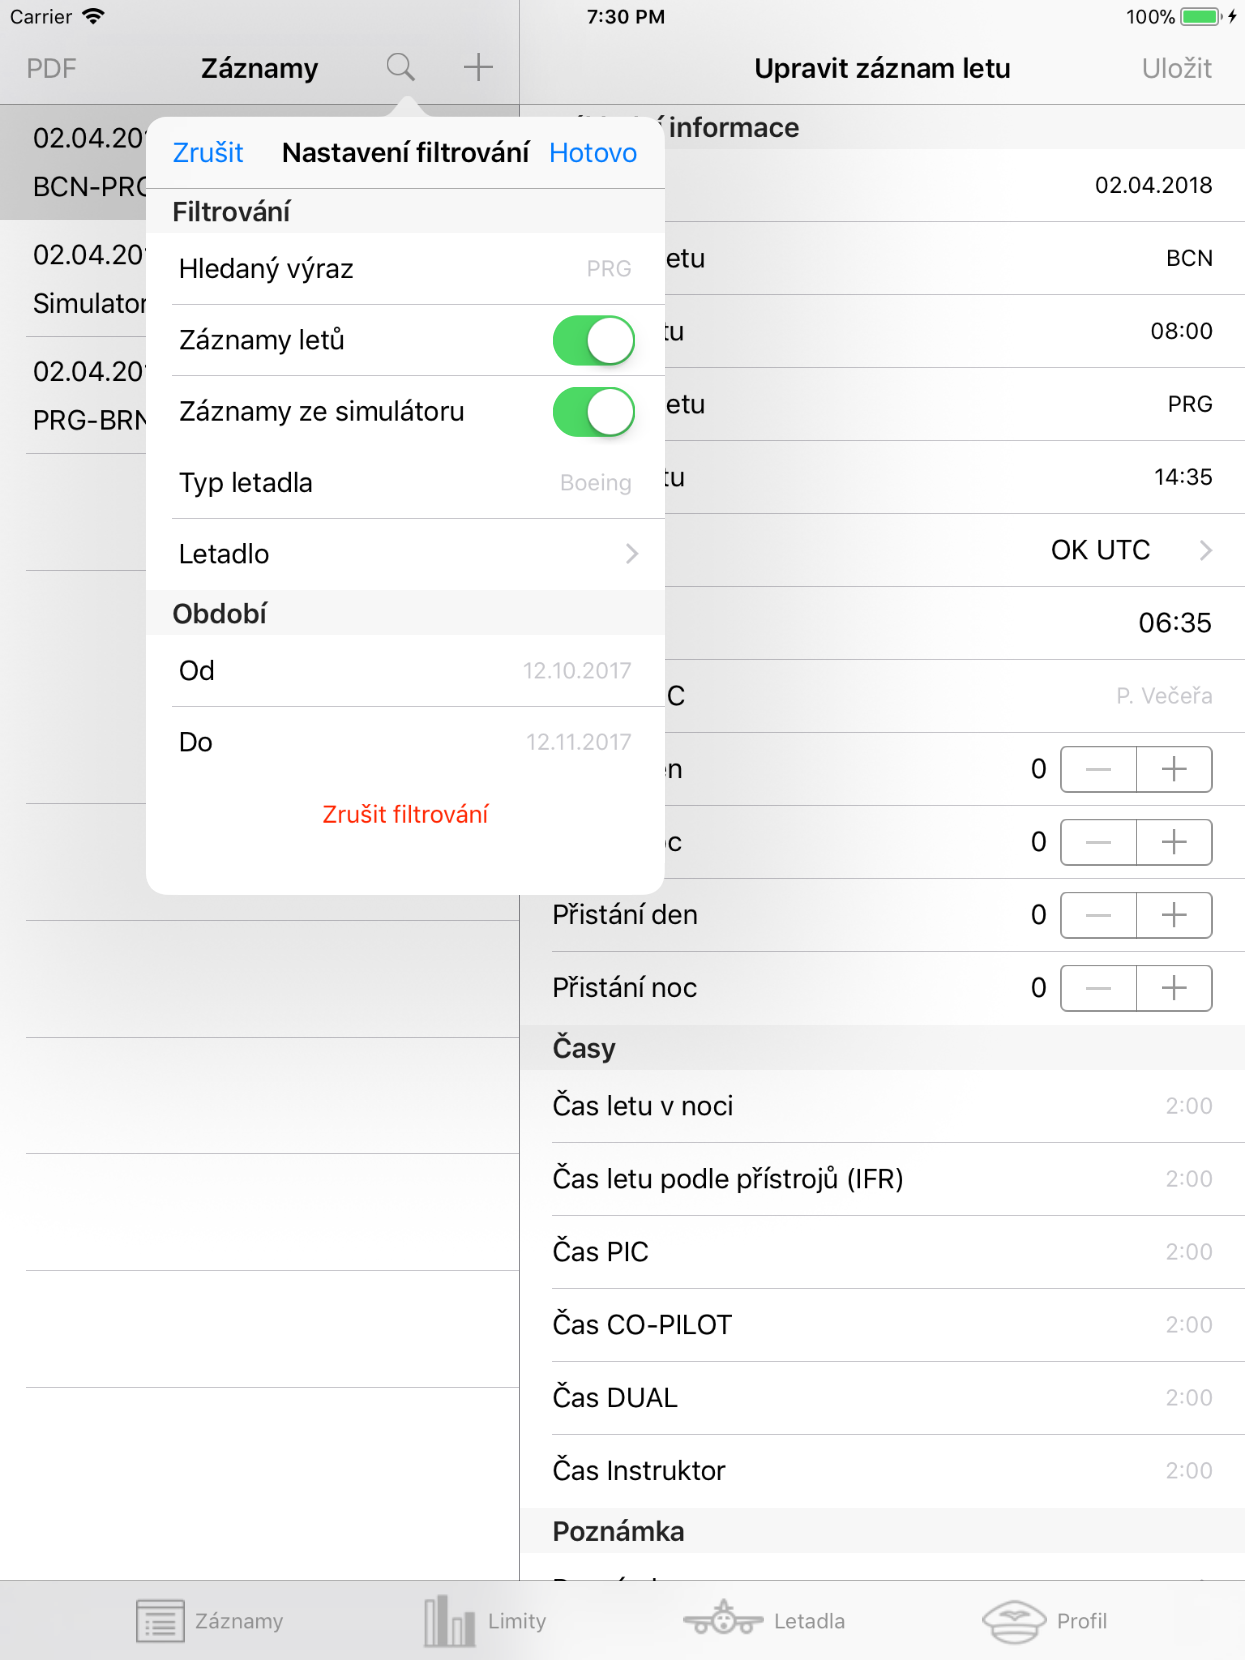 Carrier 7:30 PM 100%
PDF Záznamy
Upravit záznam letu Uložit
02.04.20
BCN-PRG
02.04.20
Simulator
02.04.20
PRG-BRN
Zrušit Nastavení filtrování Hotovo
Filtrování
Hledaný výraz PRG
Záznamy letů
Záznamy ze simulátoru
Typ letadla Boeing
Letadlo
Období
Od 12.10.2017
Do 12.11.2017
Zrušit filtrování
informace
02.04.2018
etu BCN
tu 08:00
etu PRG
tu 14:35
OK UTC
06:35
C P. Večeřa
en 0
oc 0
Přistání den 0
Přistání noc 0
Časy
Čas letu v noci 2:00
Čas letu podle přístrojů (IFR) 2:00
Čas PIC 2:00
Čas CO-PILOT 2:00
Čas DUAL 2:00
Čas Instruktor 2:00
Poznámka
Záznamy Limity Letadla Profil